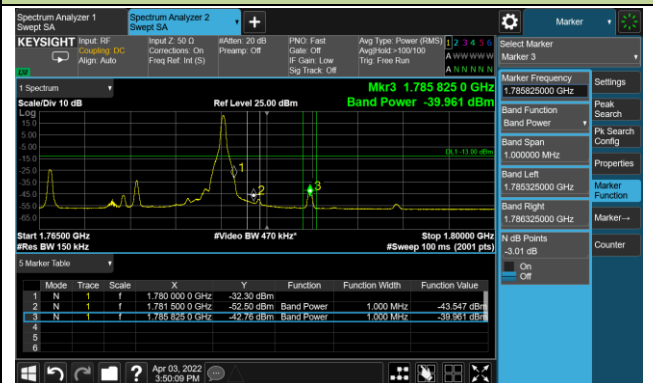 Spectrum Analyzer 1
Swept SA
Spectrum Analyzer 2
Swept SA
+
Marker
KEYSIGHT
Input: RF
Coupling: DC
Align: Auto
Input Z: 50 Ω
Corrections: On
Freq Ref: Int (S)
#Atten: 20 dB
Preamp: Off
PNO: Fast
Gate: Off
IF Gain: Low
Sig Track: Off
Avg Type: Power (RMS)
Avg|Hold:>100/100
Trig: Free Run
1 2 3 4 5 6
A W W W W W
A N N N N N
LW
Select Marker
Marker 3
1 Spectrum
Scale/Div 10 dB
Ref Level 25.00 dBm
Mkr3 1.785 825 0 GHz
Band Power -39.961 dBm
Log
15.0
5.00
-5.00
-15.0
-25.0
-35.0
-45.0
-55.0
-65.0
DL1 -13.00 dBm
1
2
3
Start 1.76500 GHz
#Video BW 470 kHz*
Stop 1.80000 GHz
#Res BW 150 kHz
#Sweep 100 ms (2001 pts)
Marker Frequency
1.785825000 GHz
Band Function
Band Power
Band Span
1.000000 MHz
Band Left
1.785325000 GHz
Band Right
1.786325000 GHz
N dB Points
-3.01 dB
On
Off
Settings
Peak
Search
Pk Search
Config
Properties
Marker
Function
Marker→
Counter
5 Marker Table
Mode Trace Scale X Y Function Function Width Function Value
1 N 1 f 1.780 000 0 GHz -32.30 dBm
2 N 1 f 1.781 500 0 GHz -52.50 dBm Band Power 1.000 MHz -43.547 dBm
3 N 1 f 1.785 825 0 GHz -42.76 dBm Band Power 1.000 MHz -39.961 dBm
4
5
6
?
Apr 03, 2022
3:50:09 PM